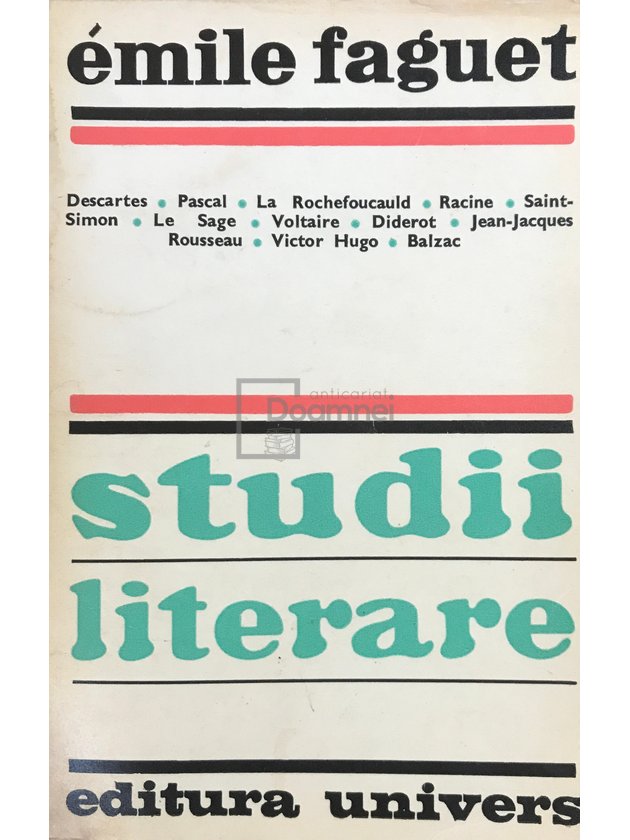 émile faguet
Descartes • Pascal • La Rochefoucauld • Racine • Saint-
Simon • Le Sage • Voltaire • Diderot • Jean-Jacques
Rousseau • Victor Hugo • Balzac
anticariat
Doamnei
studii
literare
editura univers